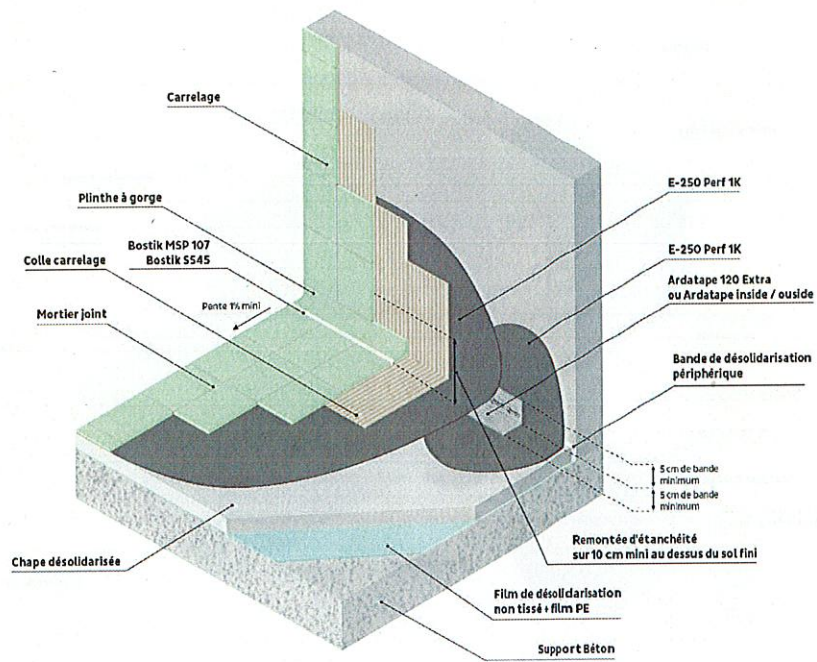 Carrelage
Plinthe à gorge
Bostik MSP 107
Bostik S545
Colle carrelage
Pente 1% mini
Mortier joint
E-250 Perf 1K
E-250 Perf 1K
Ardatape 120 Extra
ou Ardatape inside / ouside
Bande de désolidarisation
périphérique
5 cm de bande
minimum
5 cm de bande
minimum
Remontée d'étanchéité
sur 10 cm mini au dessus du sol fini
Chape désolidarisée
Film de désolidarisation
non tissé + film PE
Support Béton